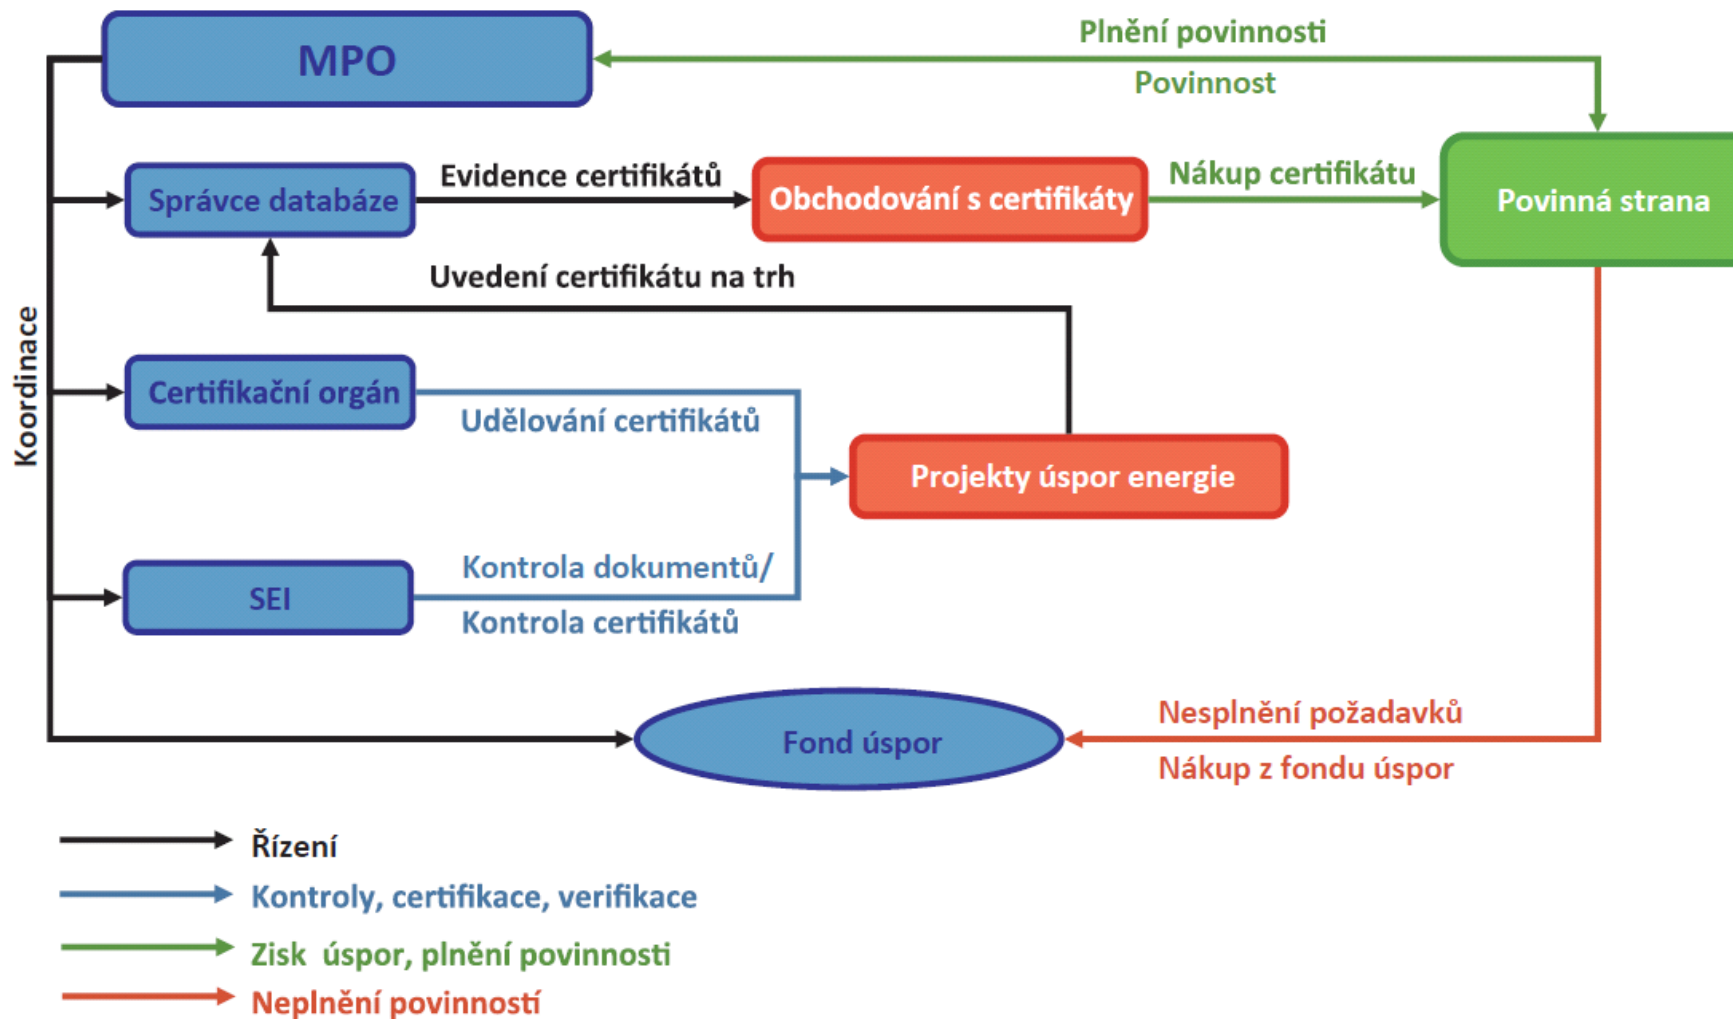 MPO
Plnění povinnosti
Povinnost
Správce databáze
Evidence certifikátů
Obchodování s certifikáty
Nákup certifikátu
Povinná strana
Uvedení certifikátu na trh
Koordinace
Certifikační orgán
Udělování certifikátů
Projekty úspor energie
SEI
Kontrola dokumentů/
Kontrola certifikátů
Fond úspor
Nesplnění požadavků
Nákup z fondu úspor
Řízení
Kontroly, certifikace, verifikace
Zisk úspor, plnění povinnosti
Neplnění povinností